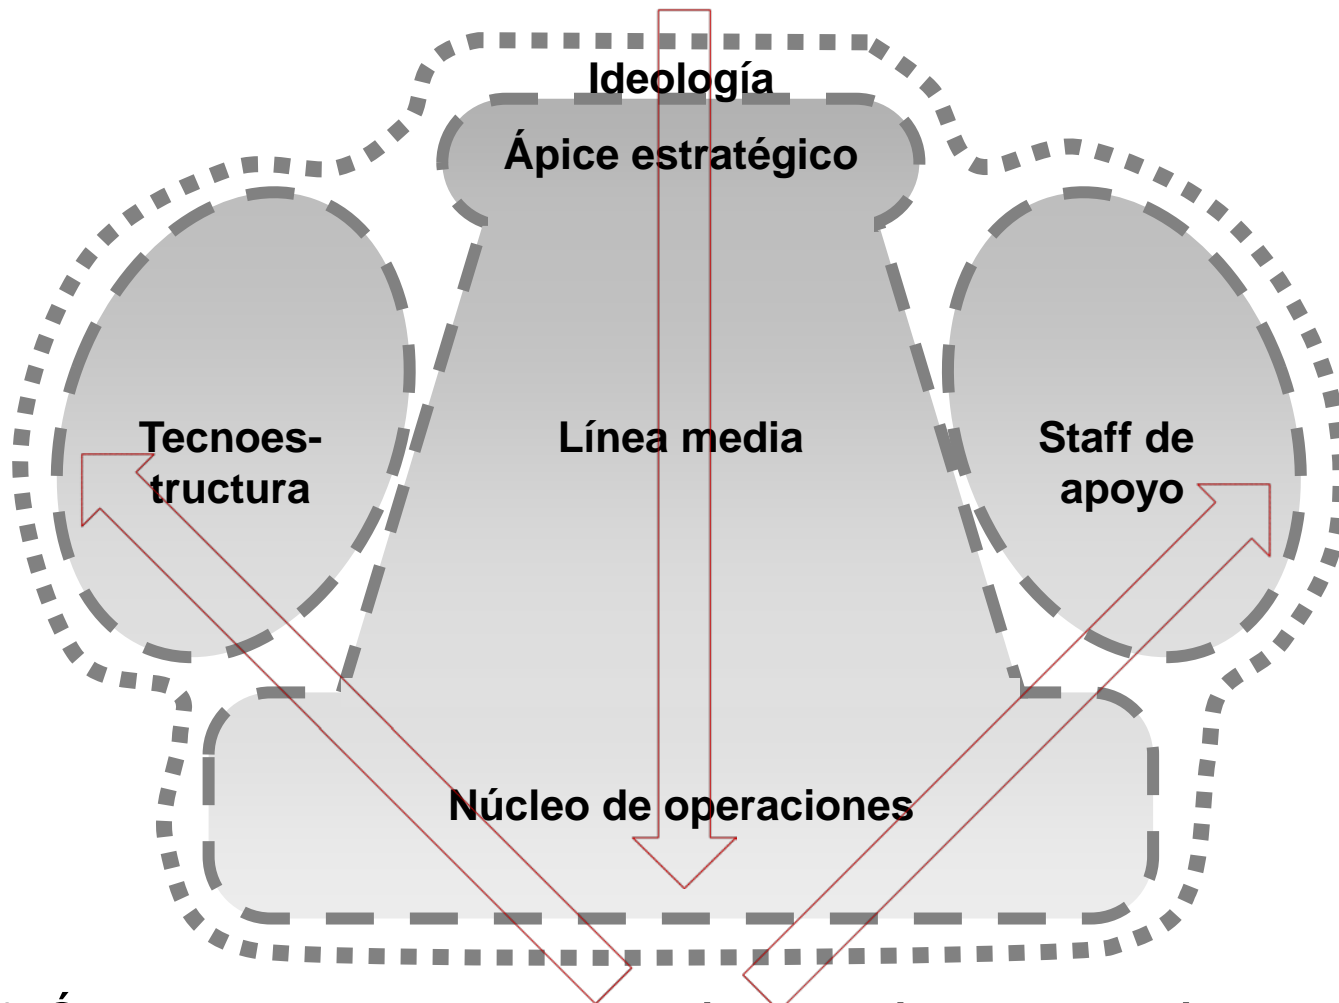 Ideología
Ápice estratégico
Tecnoes-
tructura
Línea media
Staff de
apoyo
Núcleo de operaciones